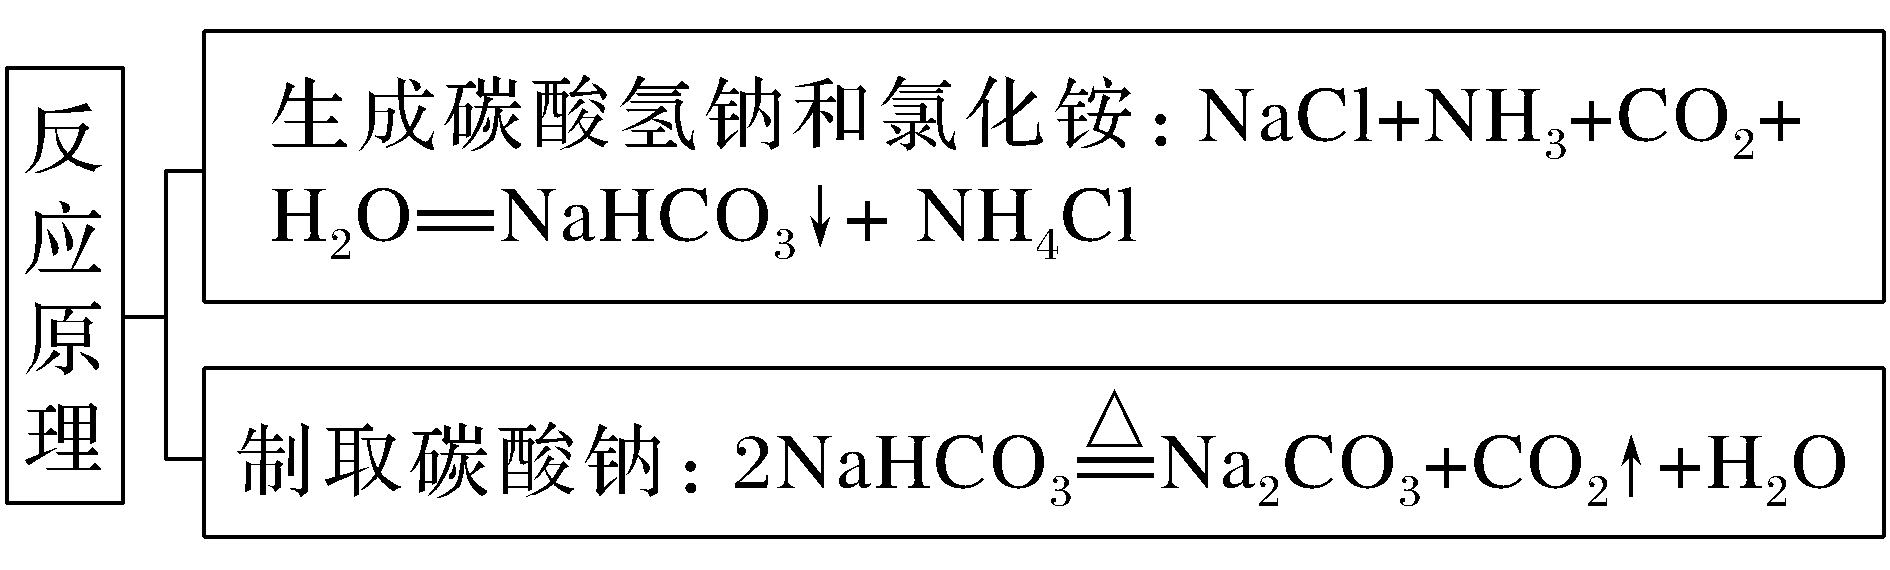 反应原理
生成碳酸氢钠和氯化铵：NaCl+NH₃+CO₂+
H₂O═NaHCO₃↓+ NH₄Cl
制取碳酸钠：2NaHCO₃≜Na₂CO₃+CO₂↑+H₂O